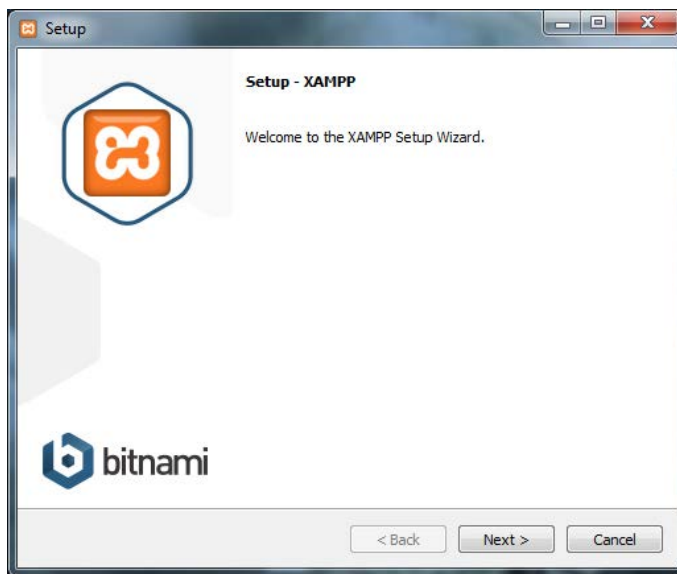 Setup
Setup - XAMPP
Welcome to the XAMPP Setup Wizard.
bitnami
< Back
Next >
Cancel